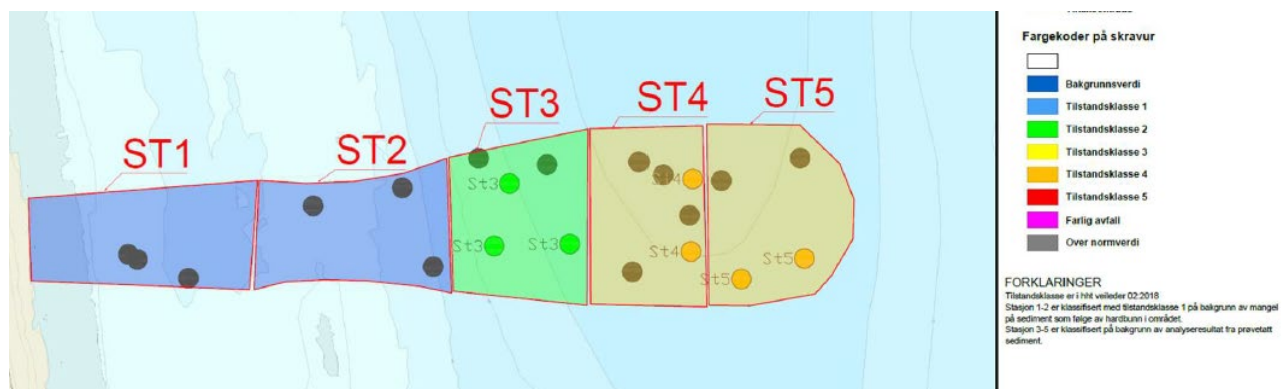 ST1
ST2
ST3
ST4
ST5
St3
St3
St3
St4
St4
St5
St5
Fargekoder på skravur
Bakgrunnsverdi
Tilstandsklasse 1
Tilstandsklasse 2
Tilstandsklasse 3
Tilstandsklasse 4
Tilstandsklasse 5
Farlig avfall
Over normverdi
FORKLARINGER
Tilstandsklasse er i hht veileder 02:2018
Stasjon 1-2 er klassifisert med tilstandsklasse 1 på bakgrunn av mangel
på sediment som følge av hardbunn i området.
Stasjon 3-5 er klassifisert på bakgrunn av analyseresultat fra prøvetatt
sediment.